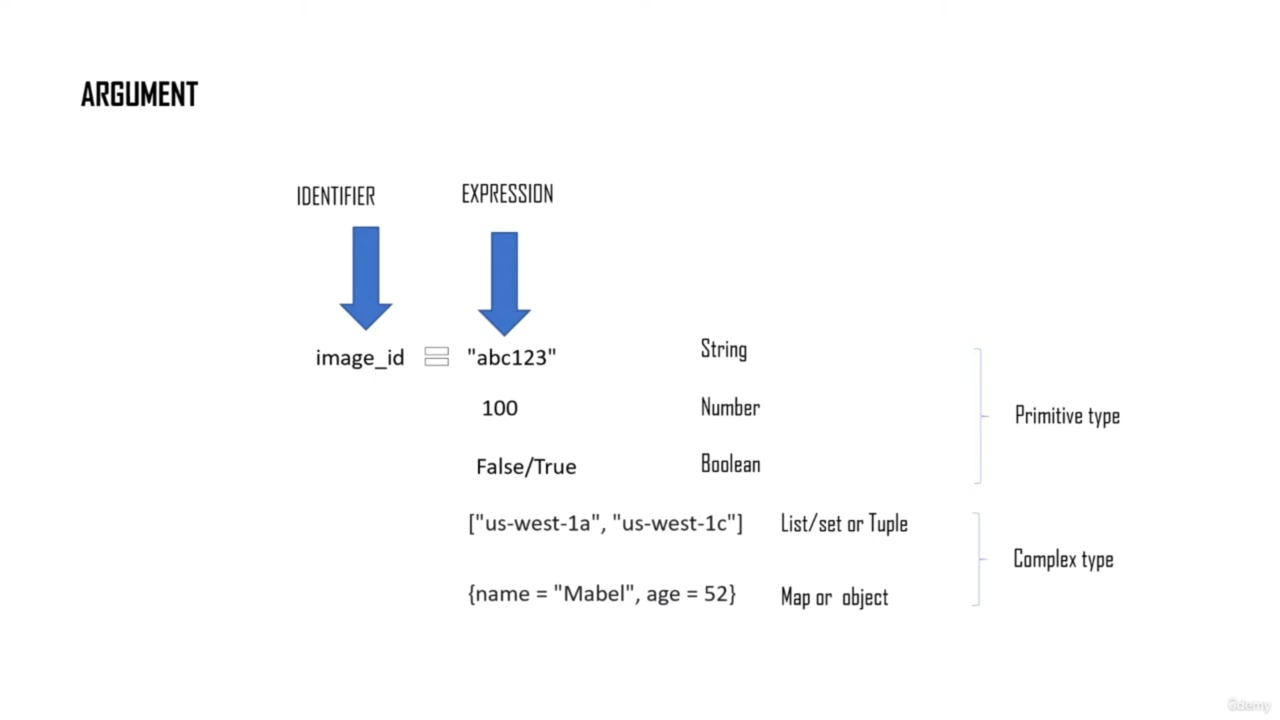 ARGUMENT
IDENTIFIER EXPRESSION
image_id = "abc123" String
100 Number
Primitive type
False/True Boolean
["us-west-1a", "us-west-1c"] List/set or Tuple
Complex type
{name = "Mabel", age = 52} Map or object
ûdemy